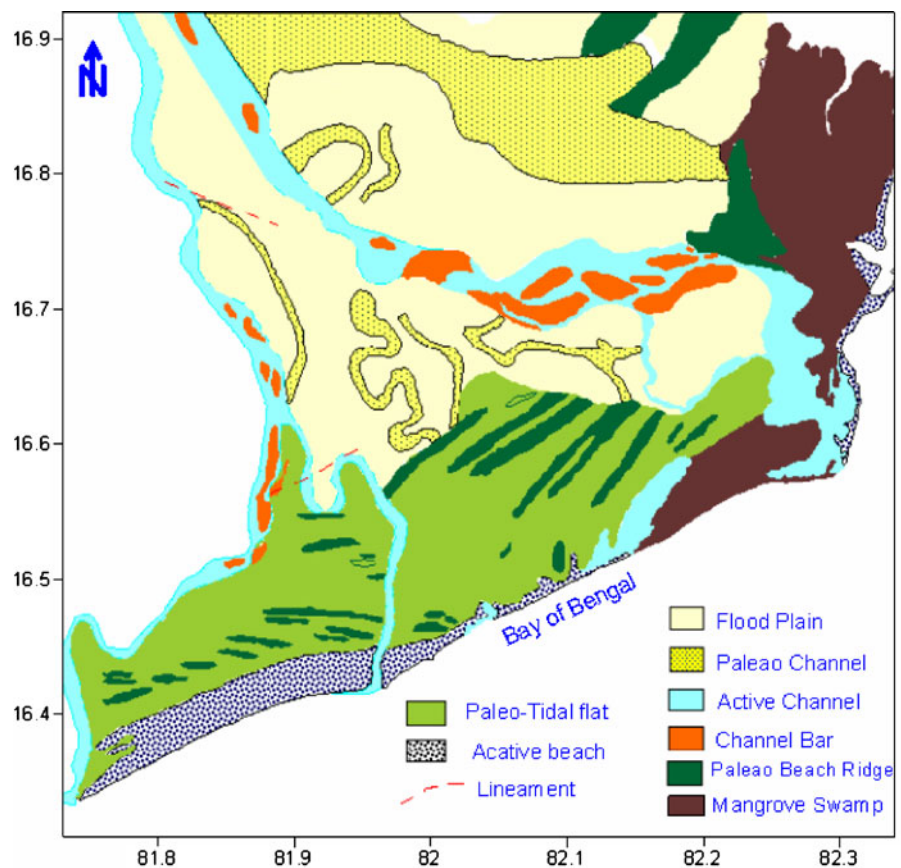 16.9
N
16.8
16.7
16.6
16.5
16.4
Bay of Bengal
Flood Plain
Paleao Channel
Active Channel
Channel Bar
Paleao Beach Ridge
Mangrove Swamp
Paleo-Tidal flat
Acative beach
Lineament
81.8 81.9 82 82.1 82.2 82.3